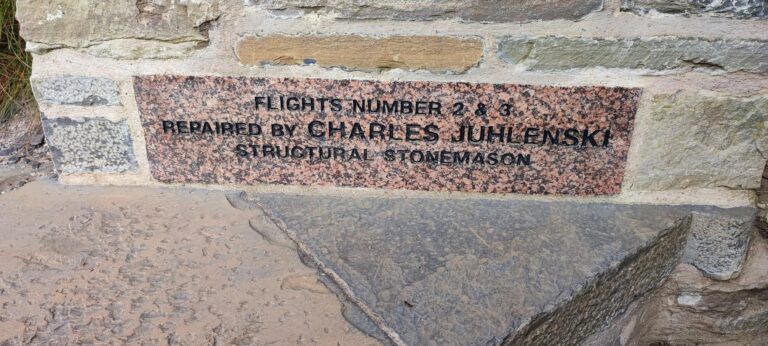 FLIGHTS NUMBER 2 & 3
REPAIRED BY CHARLES JUHLENSKI
STRUCTURAL STONEMASON